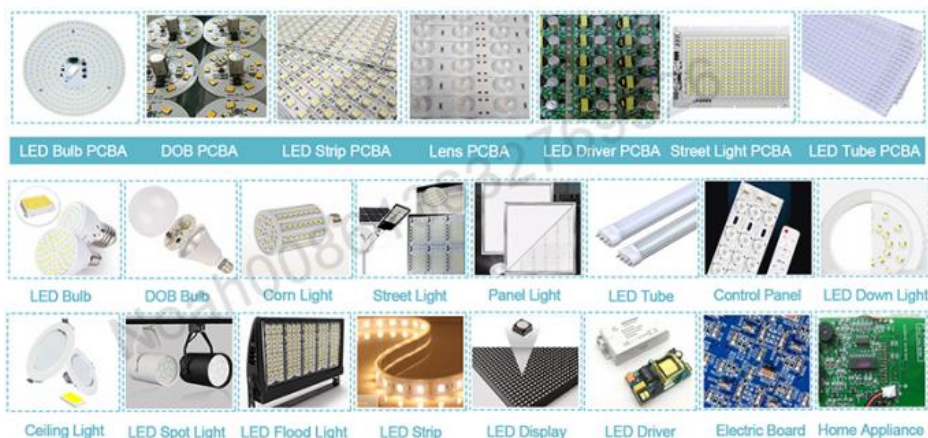 LED Bulb PCBA DOB PCBA LED Strip PCBA Lens PCBA LED Driver PCBA Street Light PCBA LED Tube PCBA
LED Bulb DOB Bulb Corn Light Street Light Panel Light LED Tube Control Panel LED Down Light
Ceiling Light LED Spot Light LED Flood Light LED Strip LED Display LED Driver Electric Board Home Appliance